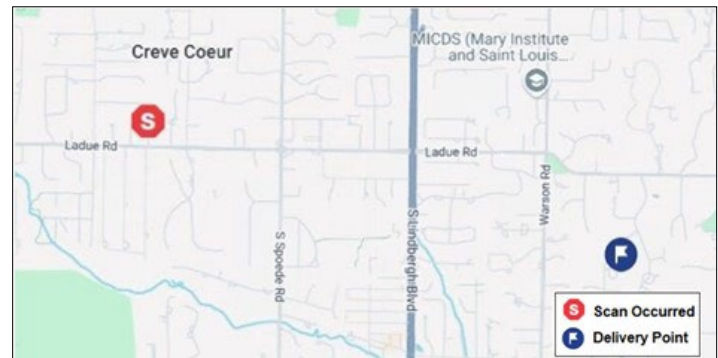 Creve Coeur
MICDS (Mary Institute
and Saint Louis...
S
Ladue Rd
Ladue Rd
Warson Rd
S Spoede Rd
S Lindbergh Blvd
S Scan Occurred
Delivery Point